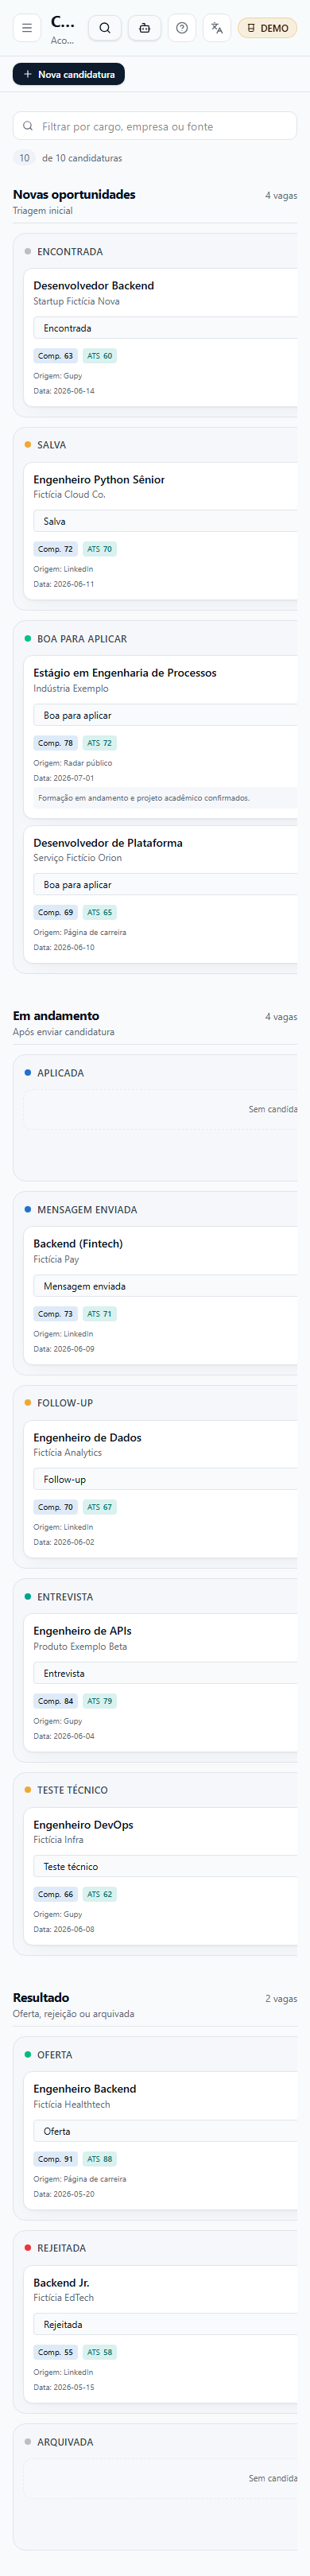 C...
Aco...
DEMO
+ Nova candidatura
Filtrar por cargo, empresa ou fonte
10 de 10 candidaturas
Novas oportunidades
4 vagas
Triagem inicial
ENCONTRADA
Desenvolvedor Backend
Startup Fictícia Nova
Encontrada
Comp. 63 ATS 60
Origem: Gupy
Data: 2026-06-14
SALVA
Engenheiro Python Sênior
Fictícia Cloud Co.
Salva
Comp. 72 ATS 70
Origem: LinkedIn
Data: 2026-06-11
BOA PARA APLICAR
Estágio em Engenharia de Processos
Indústria Exemplo
Boa para aplicar
Comp. 78 ATS 72
Origem: Radar público
Data: 2026-07-01
Formação em andamento e projeto acadêmico confirmados.
Desenvolvedor de Plataforma
Serviço Fictício Orion
Boa para aplicar
Comp. 69 ATS 65
Origem: Página de carreira
Data: 2026-06-10
Em andamento
4 vagas
Após enviar candidatura
APLICADA
Sem candida
MENSAGEM ENVIADA
Backend (Fintech)
Fictícia Pay
Mensagem enviada
Comp. 73 ATS 71
Origem: LinkedIn
Data: 2026-06-09
FOLLOW-UP
Engenheiro de Dados
Fictícia Analytics
Follow-up
Comp. 70 ATS 67
Origem: LinkedIn
Data: 2026-06-02
ENTREVISTA
Engenheiro de APIs
Produto Exemplo Beta
Entrevista
Comp. 84 ATS 79
Origem: Gupy
Data: 2026-06-04
TESTE TÉCNICO
Engenheiro DevOps
Fictícia Infra
Teste técnico
Comp. 66 ATS 62
Origem: Gupy
Data: 2026-06-08
Resultado
2 vagas
Oferta, rejeição ou arquivada
OFERTA
Engenheiro Backend
Fictícia Healthtech
Oferta
Comp. 91 ATS 88
Origem: Página de carreira
Data: 2026-05-20
REJEITADA
Backend Jr.
Fictícia EdTech
Rejeitada
Comp. 55 ATS 58
Origem: LinkedIn
Data: 2026-05-15
ARQUIVADA
Sem candida